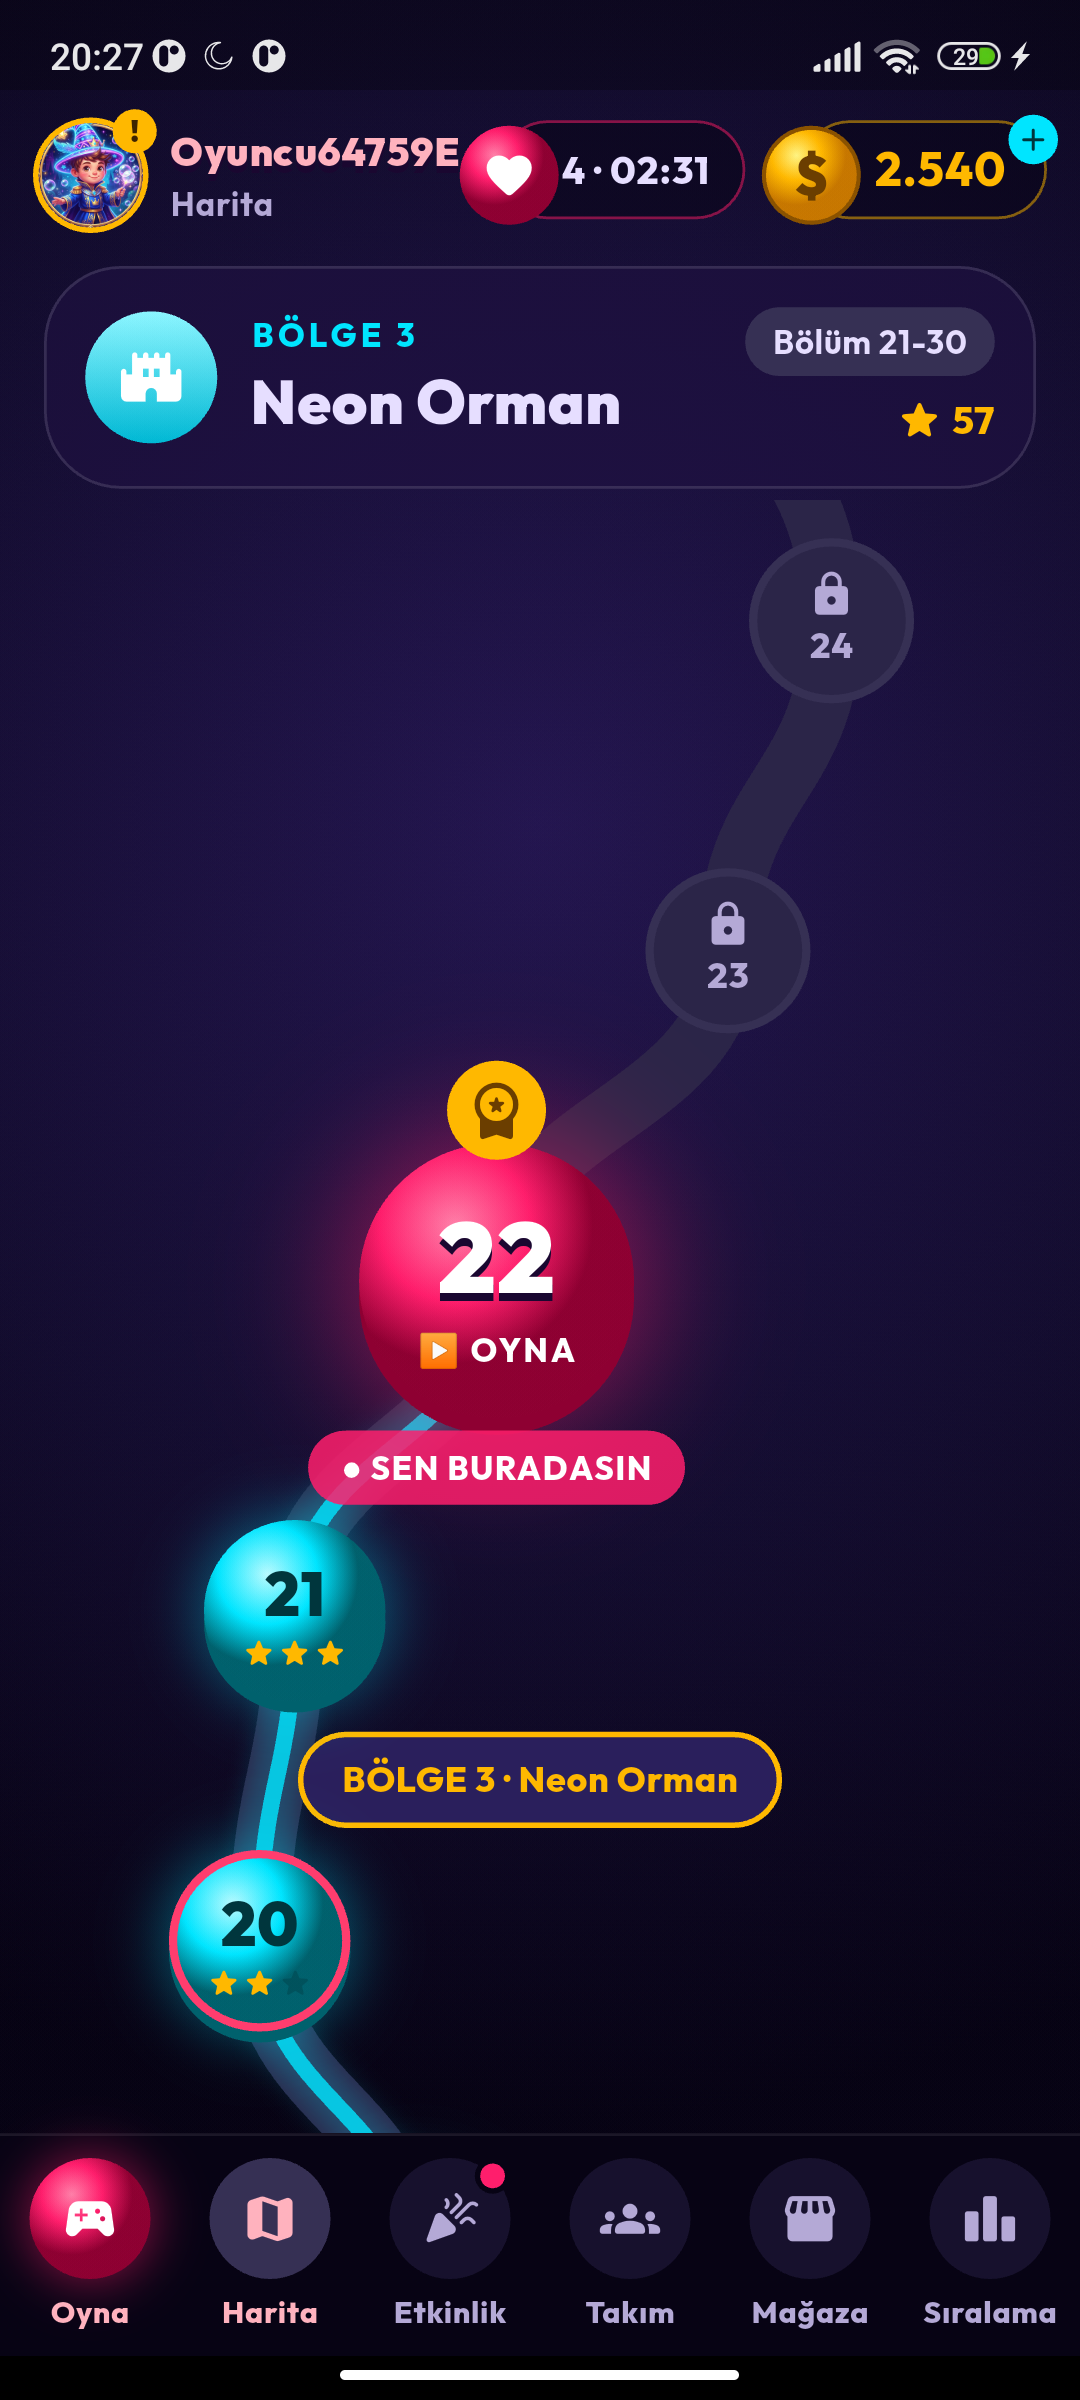 20:27
29
Oyuncu64759E
Harita
4 · 02:31
2.540
BÖLGE 3
Neon Orman
Bölüm 21-30
57
24
23
22
OYNA
SEN BURADASIN
21
BÖLGE 3 · Neon Orman
20
Oyna
Harita
Etkinlik
Takım
Mağaza
Sıralama